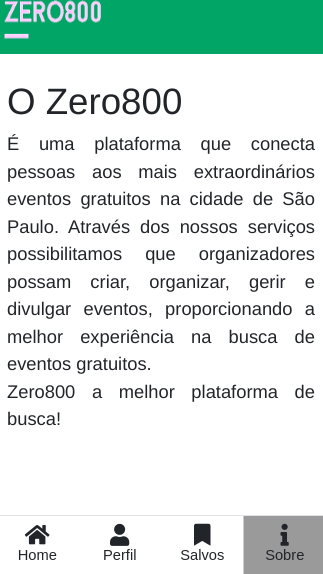 ZERO800
O Zero800
É uma plataforma que conecta
pessoas aos mais extraordinários
eventos gratuitos na cidade de São
Paulo. Através dos nossos serviços
possibilitamos que organizadores
possam criar, organizar, gerir e
divulgar eventos, proporcionando a
melhor experiência na busca de
eventos gratuitos.
Zero800 a melhor plataforma de
busca!
Home Perfil Salvos Sobre